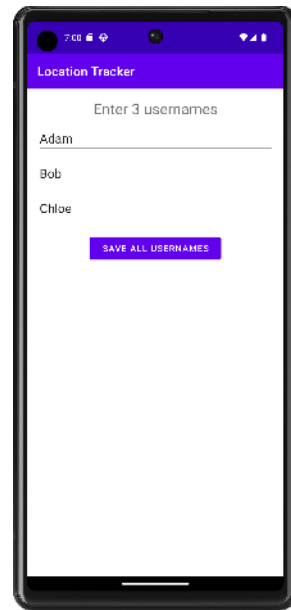 7:00
Location Tracker
Enter 3 usernames
Adam
Bob
Chloe
SAVE ALL USERNAMES